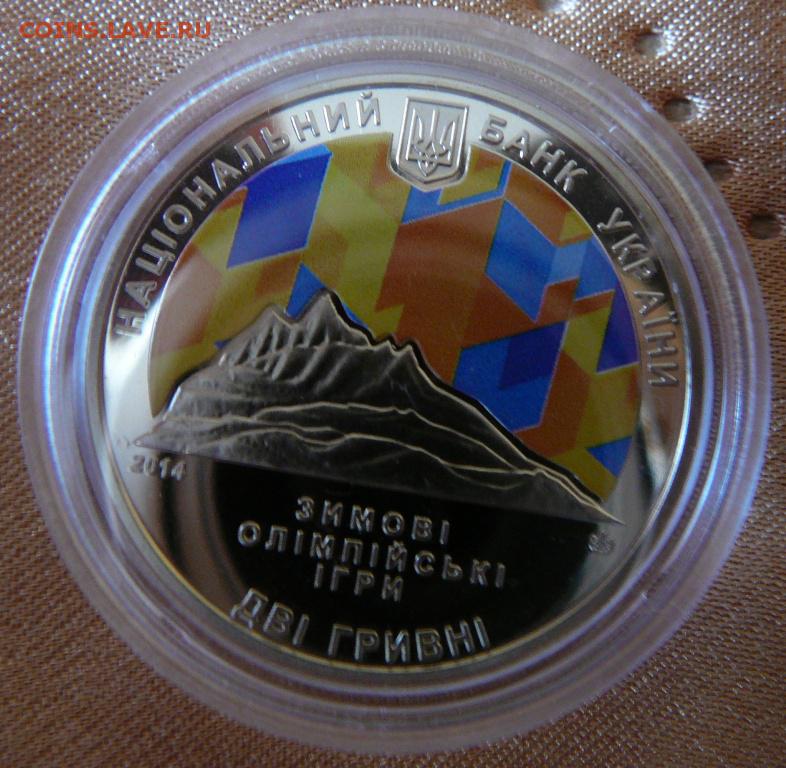 COINS.LAVE.RU
НАЦІОНАЛЬНИЙ БАНК УКРАЇНИ
2014
ЗИМОВІ
ОЛІМПІЙСЬКІ
ІГРИ
ДВІ ГРИВНІ